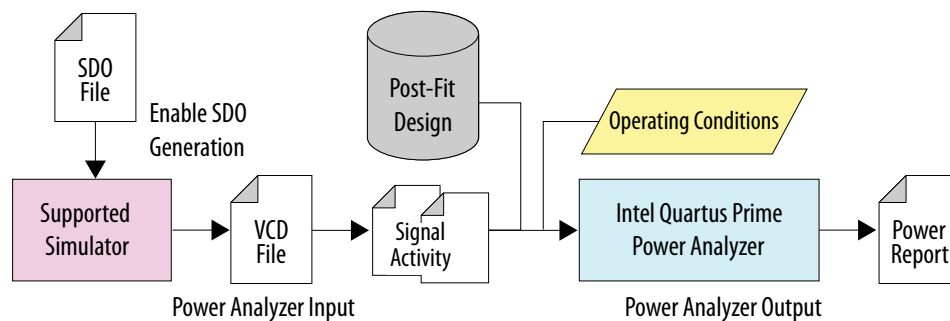 SDO
File
Enable SDO
Generation
Post-Fit
Design
Operating Conditions
Supported
Simulator
VCD
File
Signal
Activity
Intel Quartus Prime
Power Analyzer
Power
Report
Power Analyzer Input
Power Analyzer Output